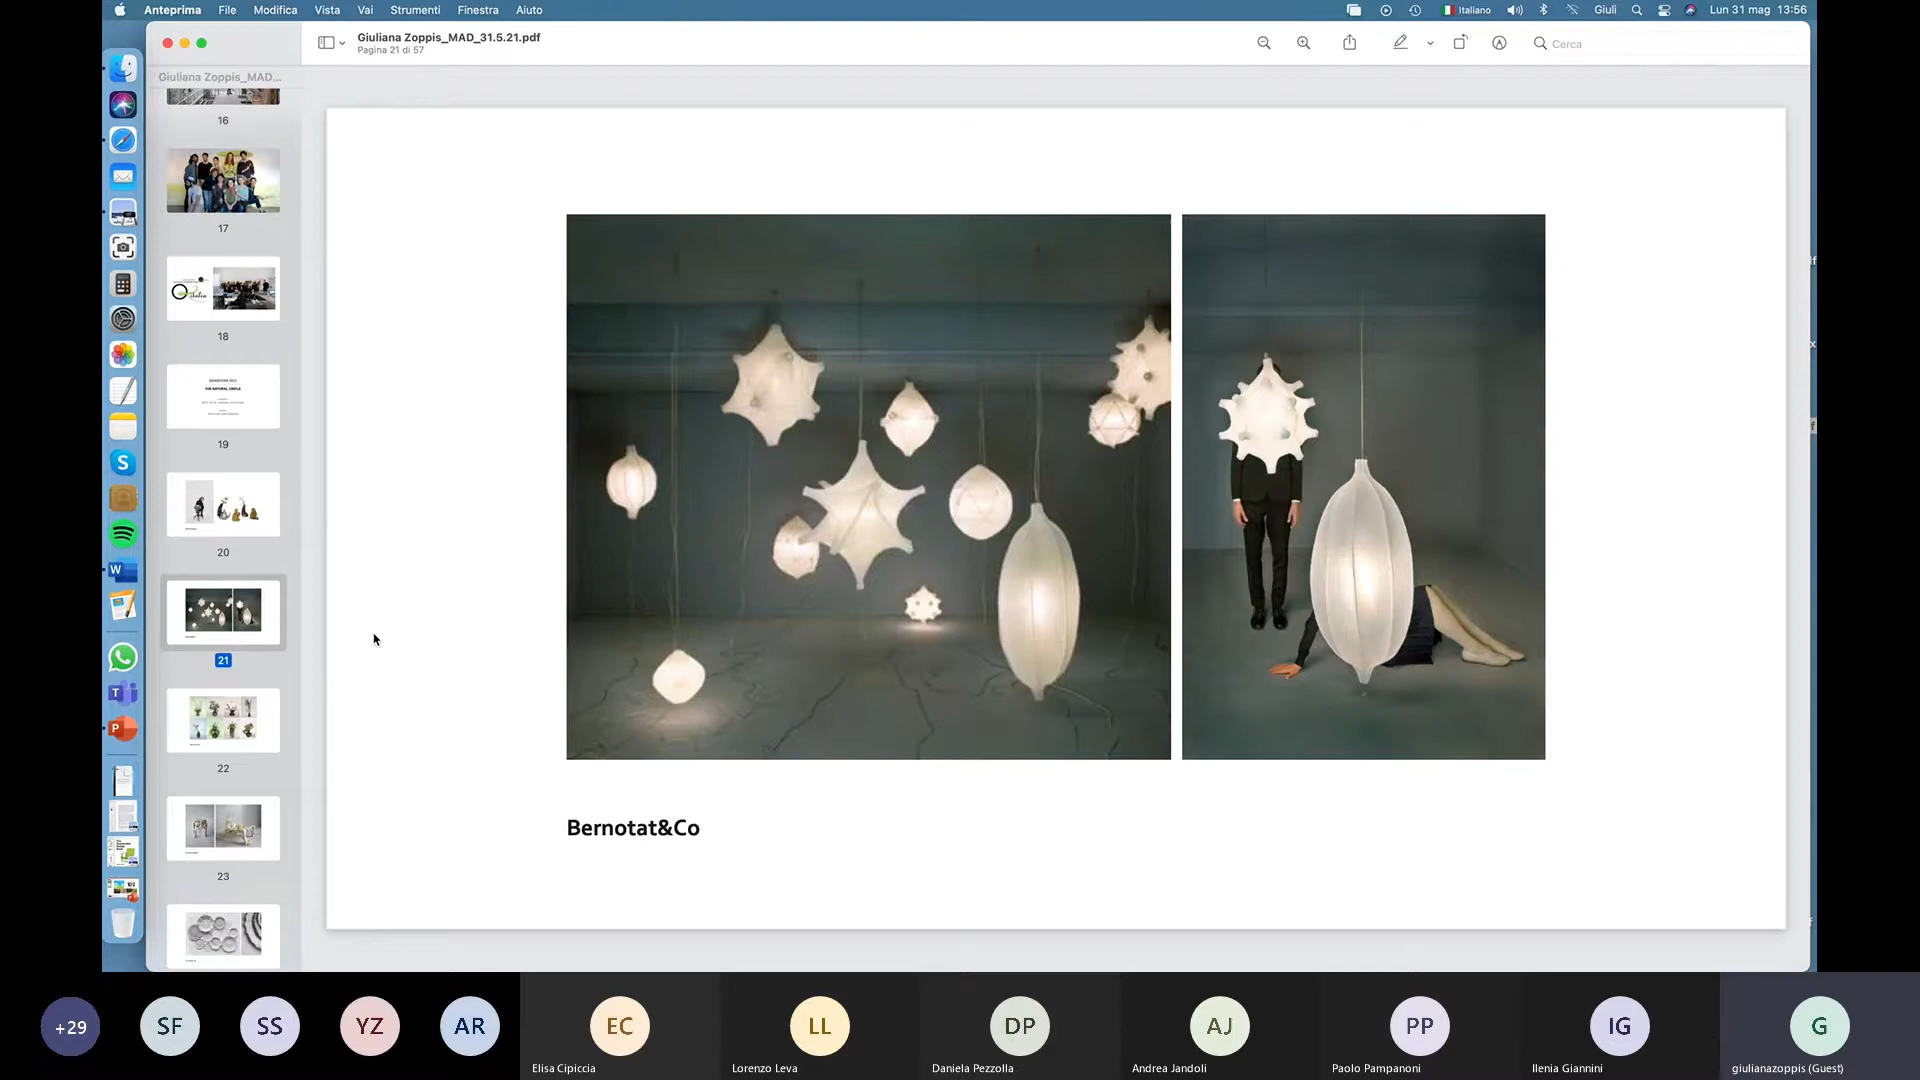 Anteprima File Modifica Vista Vai Strumenti Finestra Aiuto Italiano Giuli Lun 31 mag 13:56
Giuliana Zoppis_MAD_31.5.21.pdf
Pagina 21 di 57
Cerca
Giuliana Zoppis_MAD...
16
17
18
THE NATURAL CIRCLE
19
20
21
22
23
Bernotat&Co
+29 SF SS YZ AR EC LL DP AJ PP IG G
Elisa Cipiccia Lorenzo Leva Daniela Pezzolla Andrea Jandoli Paolo Pampanoni Ilenia Giannini giulianazoppis (Guest)